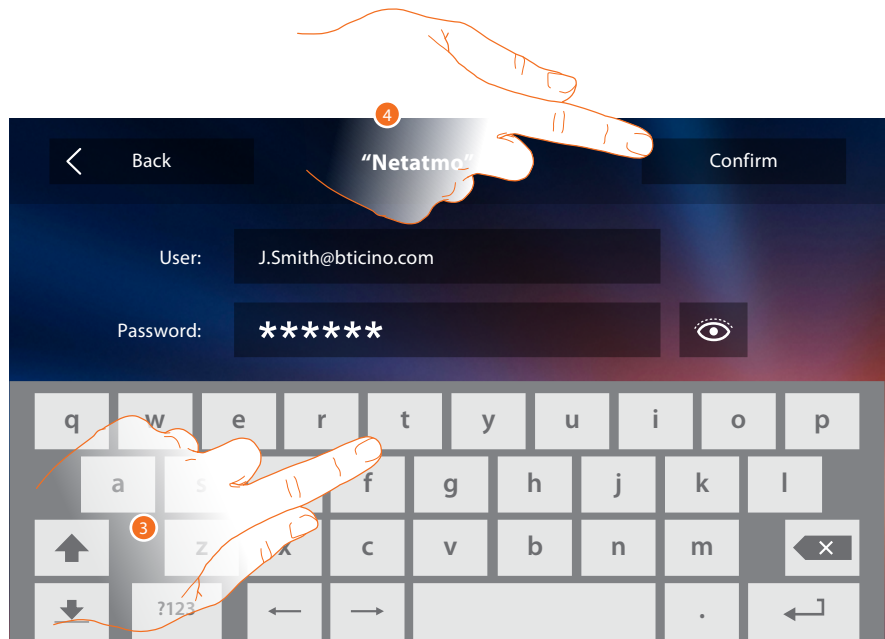 4
Back
“Netatmo”
Confirm
User:
J.Smith@bticino.com
Password:
******
q w e r t y u i o p
a s f g h j k l
3
z x c v b n m
?123 .